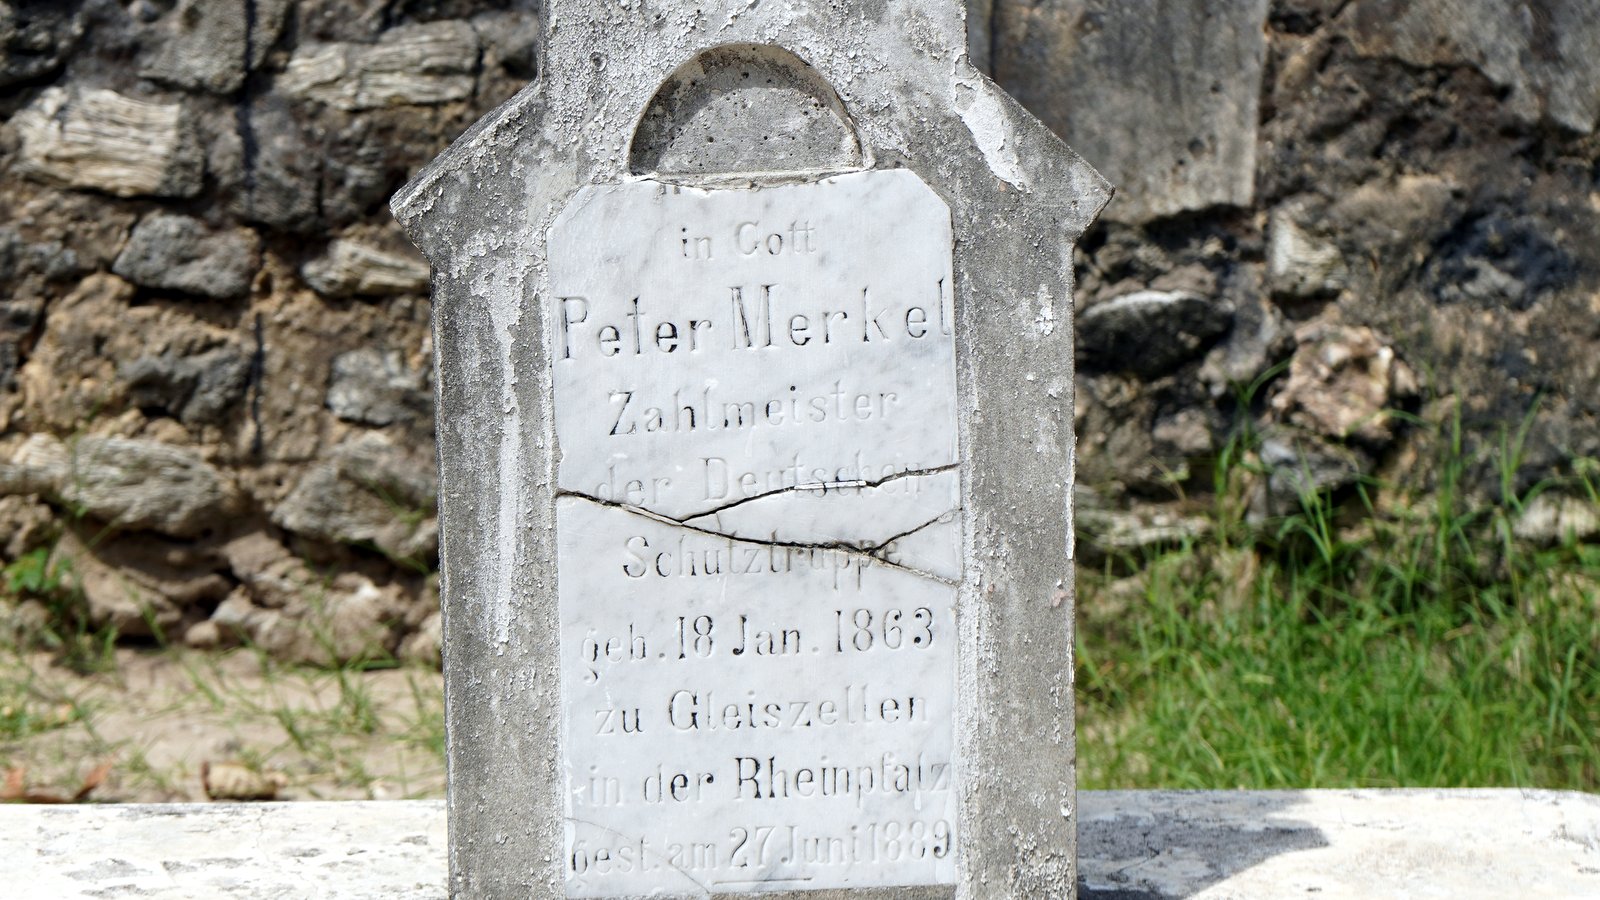 in Gott
Peter Merkel
Zahlmeister
der Deutschen
Schutztruppe
geb. 18 Jan. 1863
zu Gleiszellen
in der Rheinpfalz
gest. am 27 Juni 1889